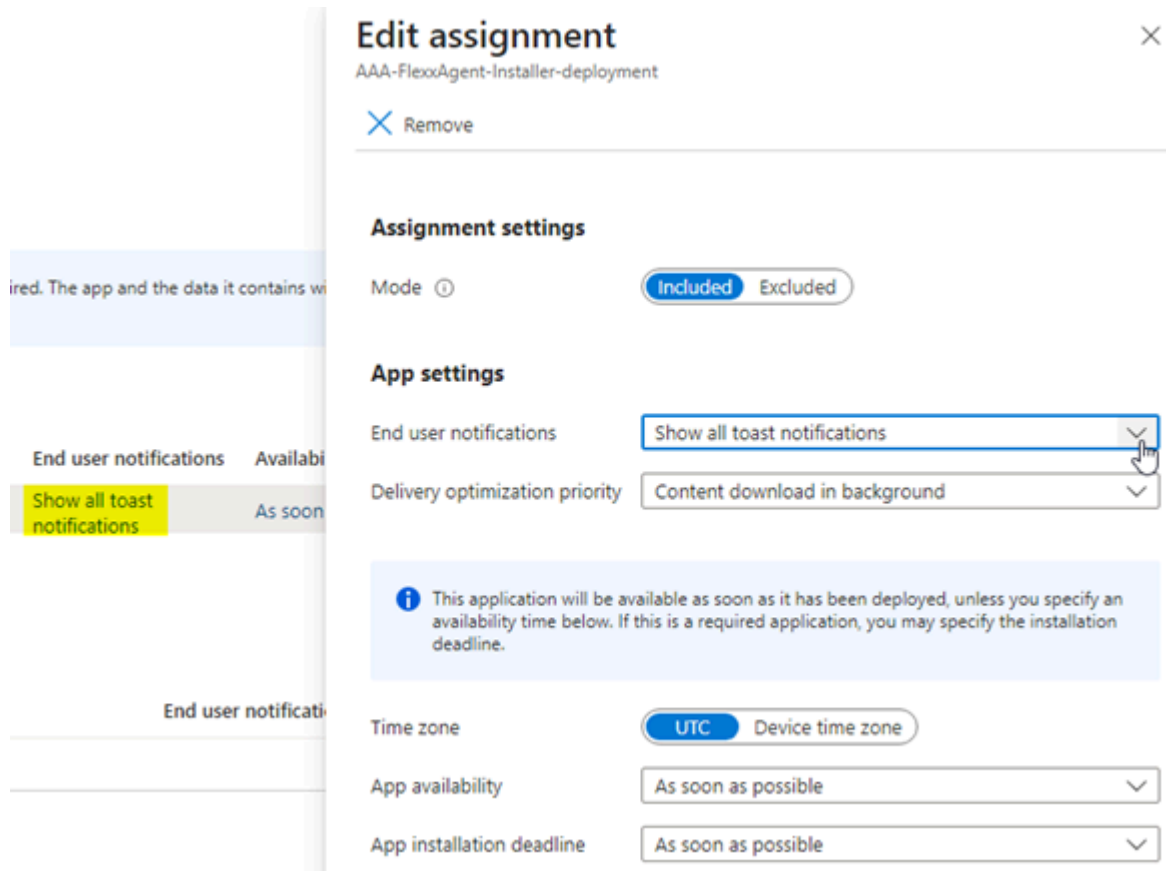 Edit assignment
AAA-FlexxAgent-Installer-deployment
Remove
Assignment settings
Mode
Included Excluded
App settings
End user notifications
Show all toast notifications
Delivery optimization priority
Content download in background
This application will be available as soon as it has been deployed, unless you specify an
availability time below. If this is a required application, you may specify the installation
deadline.
Time zone
UTC Device time zone
App availability
As soon as possible
App installation deadline
As soon as possible
ired. The app and the data it contains wi
End user notifications Availabi
Show all toast
notifications
As soon
End user notificati